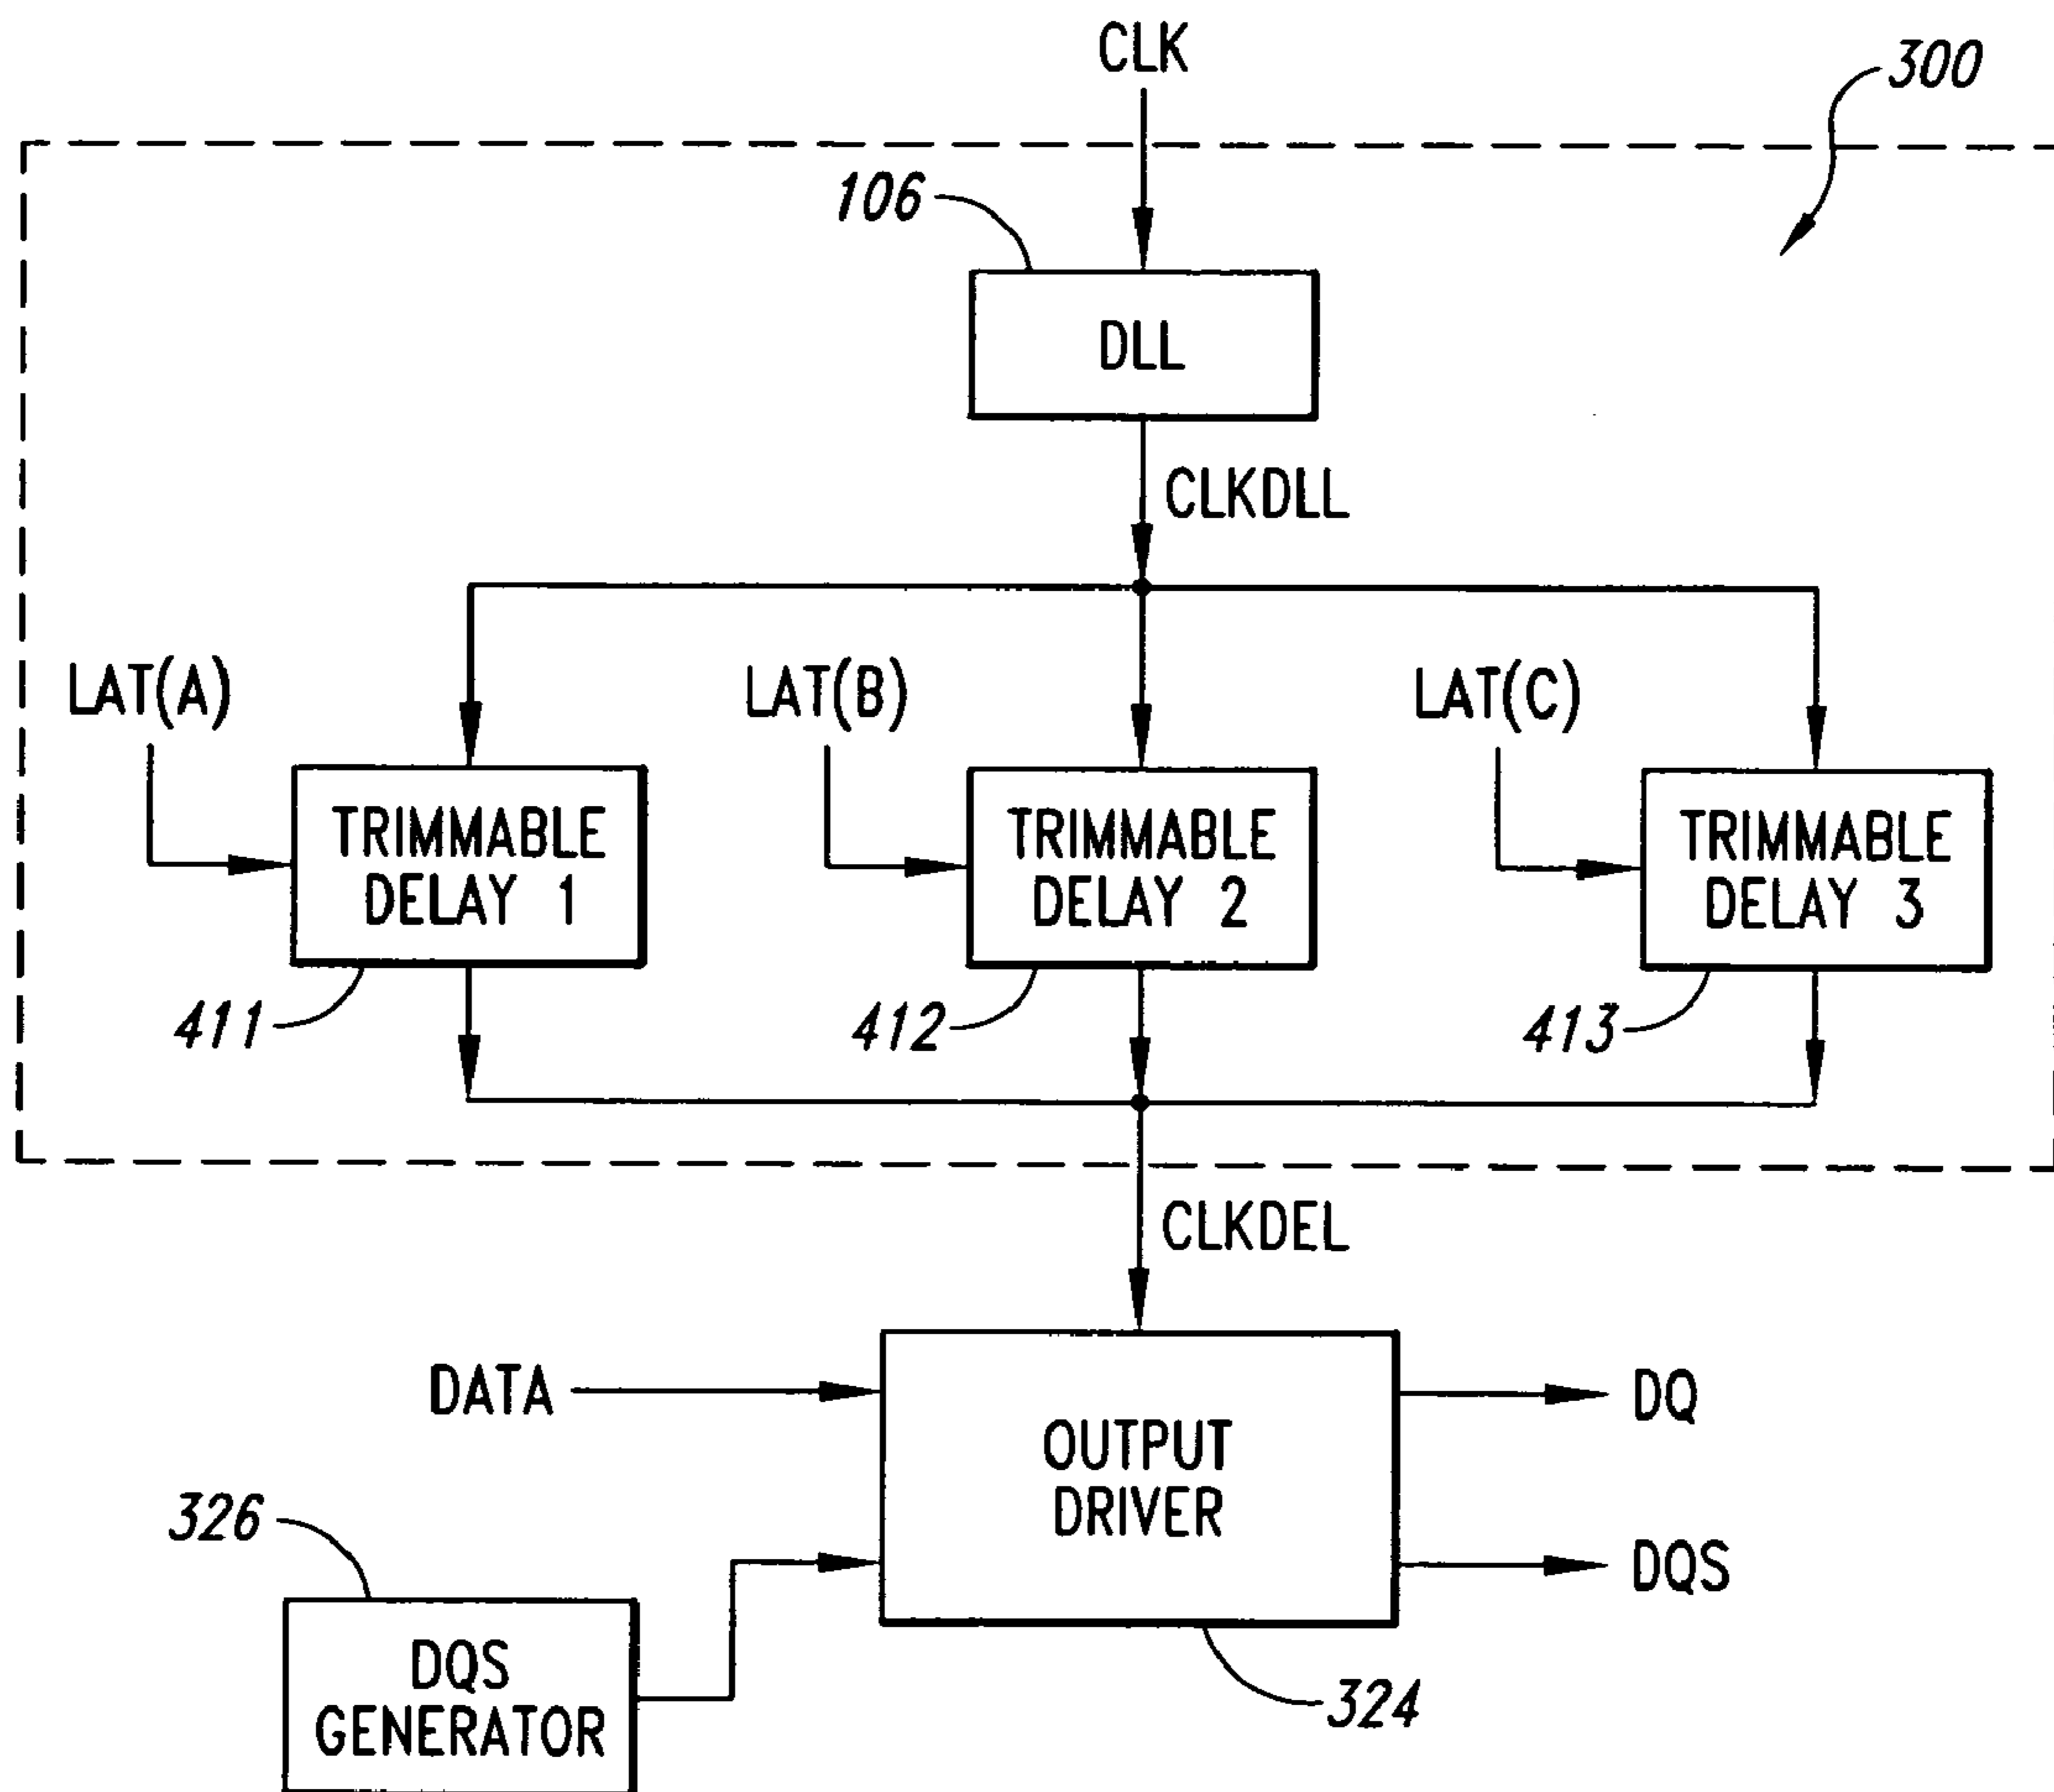 CLK
300
106
DLL
CLKDLL
LAT(A)
LAT(B)
LAT(C)
TRIMMABLE
DELAY 1
TRIMMABLE
DELAY 2
TRIMMABLE
DELAY 3
411
412
413
CLKDEL
DATA
OUTPUT
DRIVER
DQ
DQS
326
DQS
GENERATOR
324